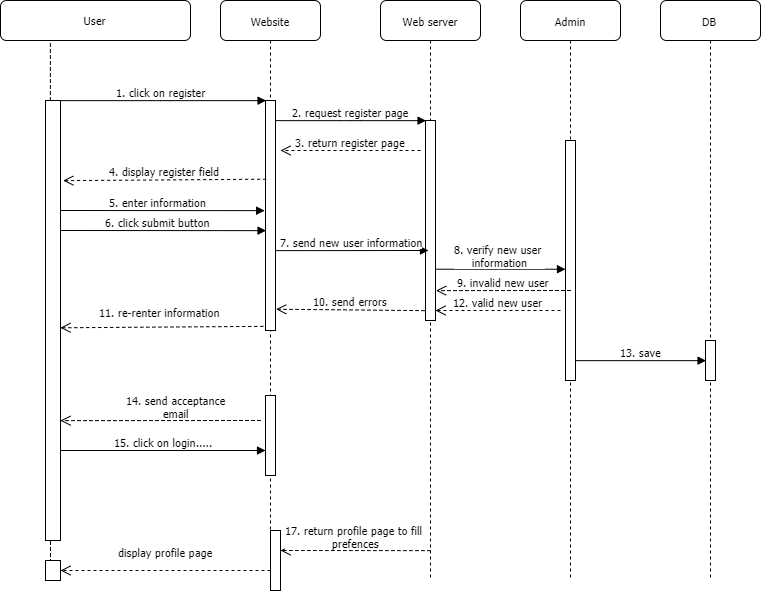 User
Website
Web server
Admin
DB
1. click on register
2. request register page
3. return register page
4. display register field
5. enter information
6. click submit button
7. send new user information
8. verify new user
information
9. invalid new user
10. send errors
12. valid new user
11. re-renter information
13. save
14. send acceptance
email
15. click on login.....
17. return profile page to fill
prefences
display profile page